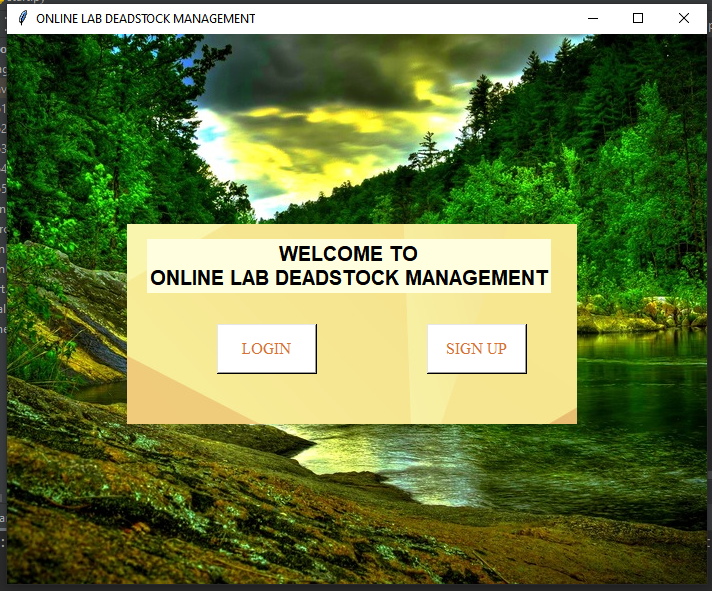 ONLINE LAB DEADSTOCK MANAGEMENT
WELCOME TO
ONLINE LAB DEADSTOCK MANAGEMENT
LOGIN
SIGN UP